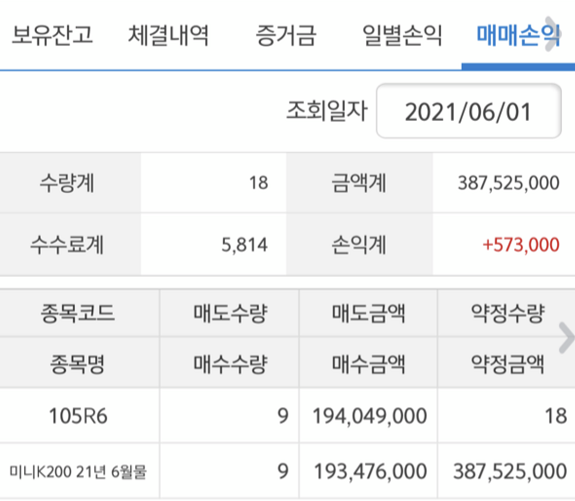 보유잔고 체결내역 증거금 일별손익 매매손익
조회일자 2021/06/01
수량계 18 금액계 387,525,000
수수료계 5,814 손익계 +573,000
종목코드 매도수량 매도금액 약정수량
종목명 매수수량 매수금액 약정금액
105R6 9 194,049,000 18
미니K200 21년 6월물 9 193,476,000 387,525,000